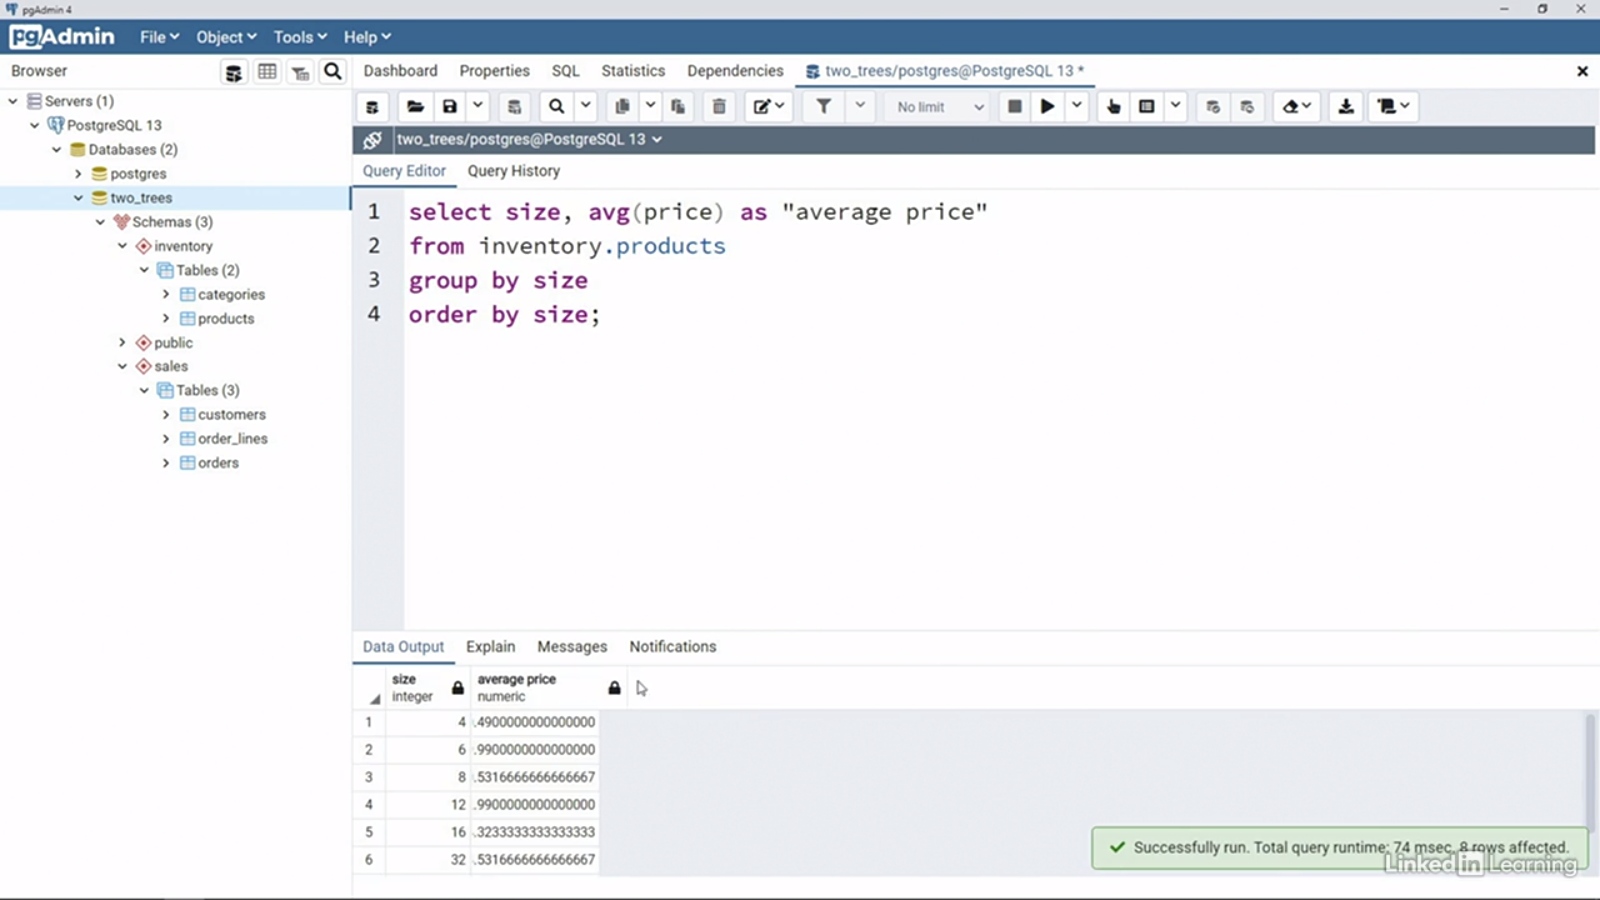 pgAdmin 4
pgAdmin File Object Tools Help
Browser
Dashboard Properties SQL Statistics Dependencies two_trees/postgres@PostgreSQL 13 *
No limit
two_trees/postgres@PostgreSQL 13
Servers (1)
PostgreSQL 13
Databases (2)
postgres
two_trees
Schemas (3)
inventory
Tables (2)
categories
products
public
sales
Tables (3)
customers
order_lines
orders
Query Editor Query History
1 select size, avg(price) as "average price"
2 from inventory.products
3 group by size
4 order by size;
Data Output Explain Messages Notifications
size integer average price numeric
1 4 .4900000000000000
2 6 .9900000000000000
3 8 .5316666666666667
4 12 .9900000000000000
5 16 .3233333333333333
6 32 .5316666666666667
Successfully run. Total query runtime: 74 msec. 8 rows affected.
LinkedIn Learning